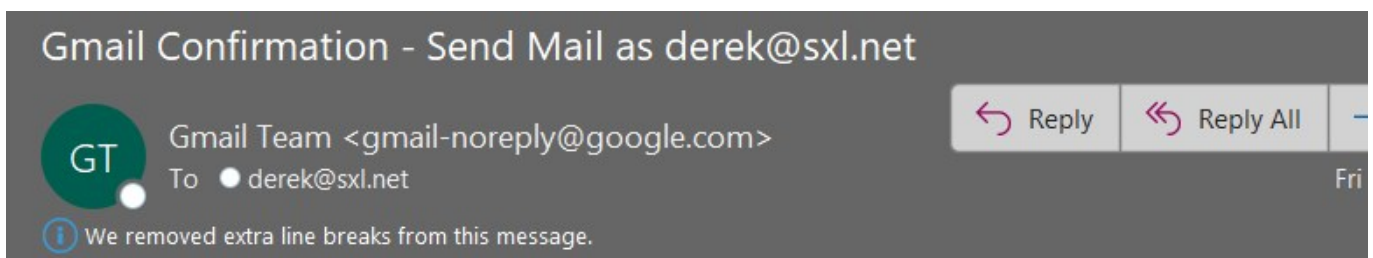 Gmail Confirmation - Send Mail as derek@sxl.net
Reply
Reply All
GT
Gmail Team <gmail-noreply@google.com>
To derek@sxl.net
Fri
We removed extra line breaks from this message.